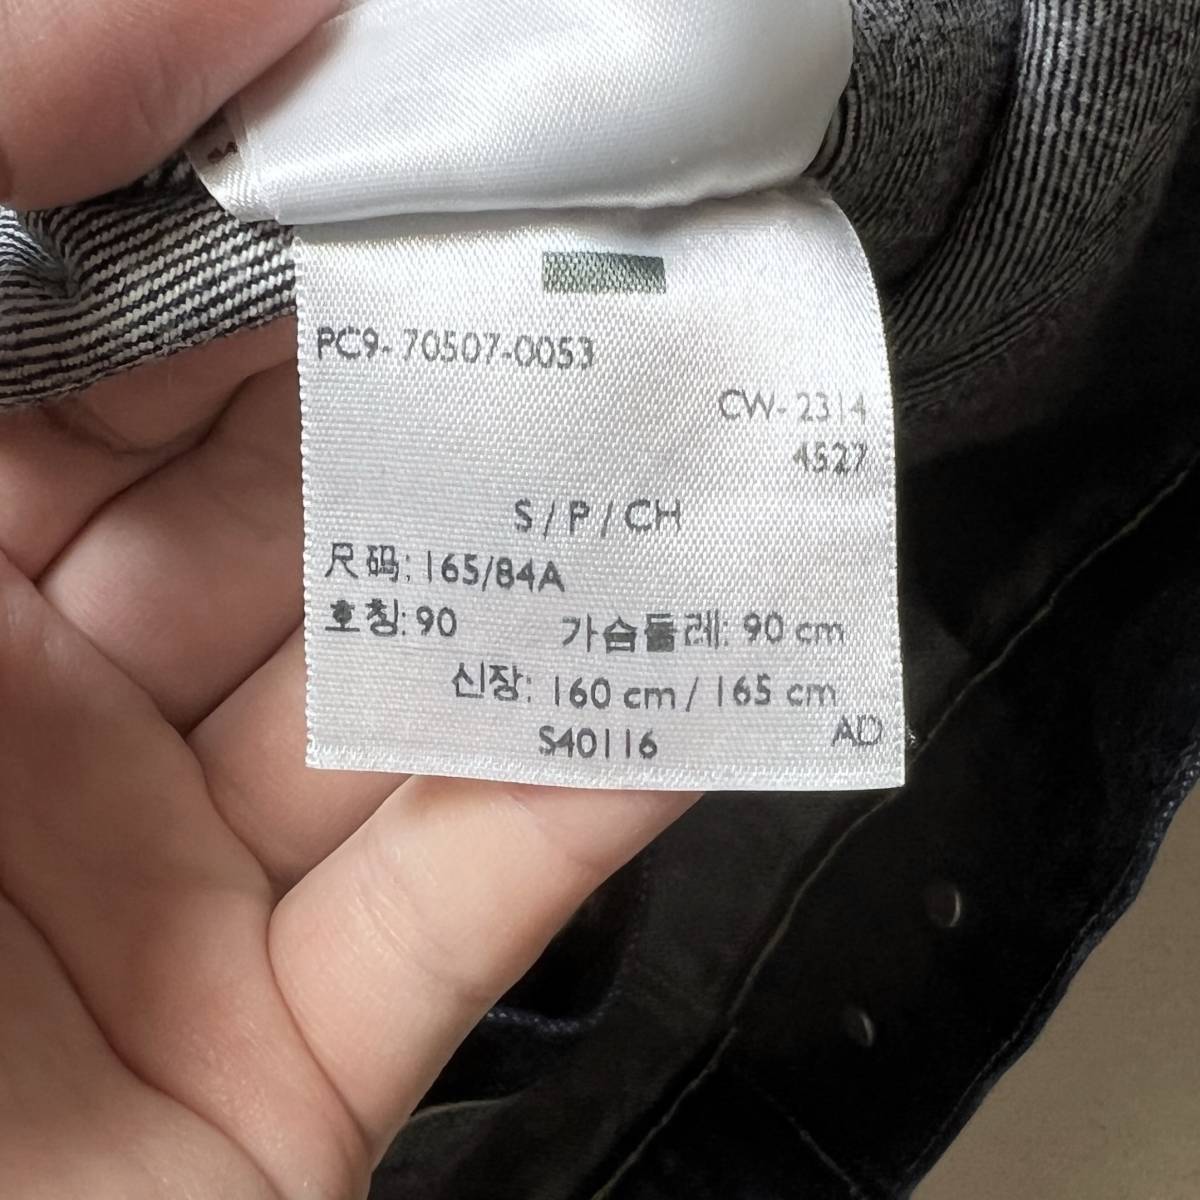 PC9-70507-0053
CW-2314
4527
S/P/CH
尺码: 165/84A
호칭: 90 가슴둘레: 90 cm
신장: 160 cm / 165 cm
S40116 AD